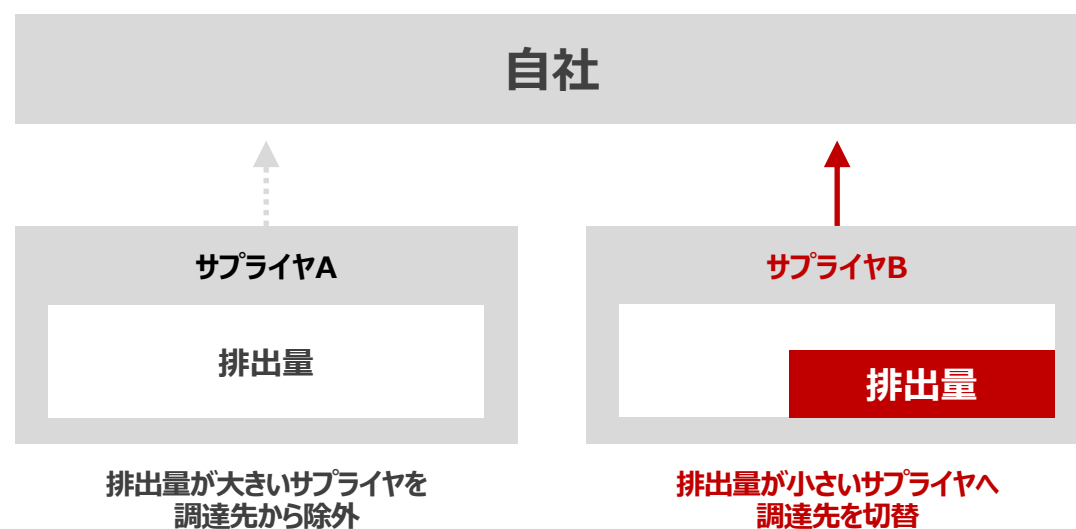 自社
サプライヤA
サプライヤB
排出量
排出量
排出量が大きいサプライヤを
調達先から除外
排出量が小さいサプライヤへ
調達先を切替